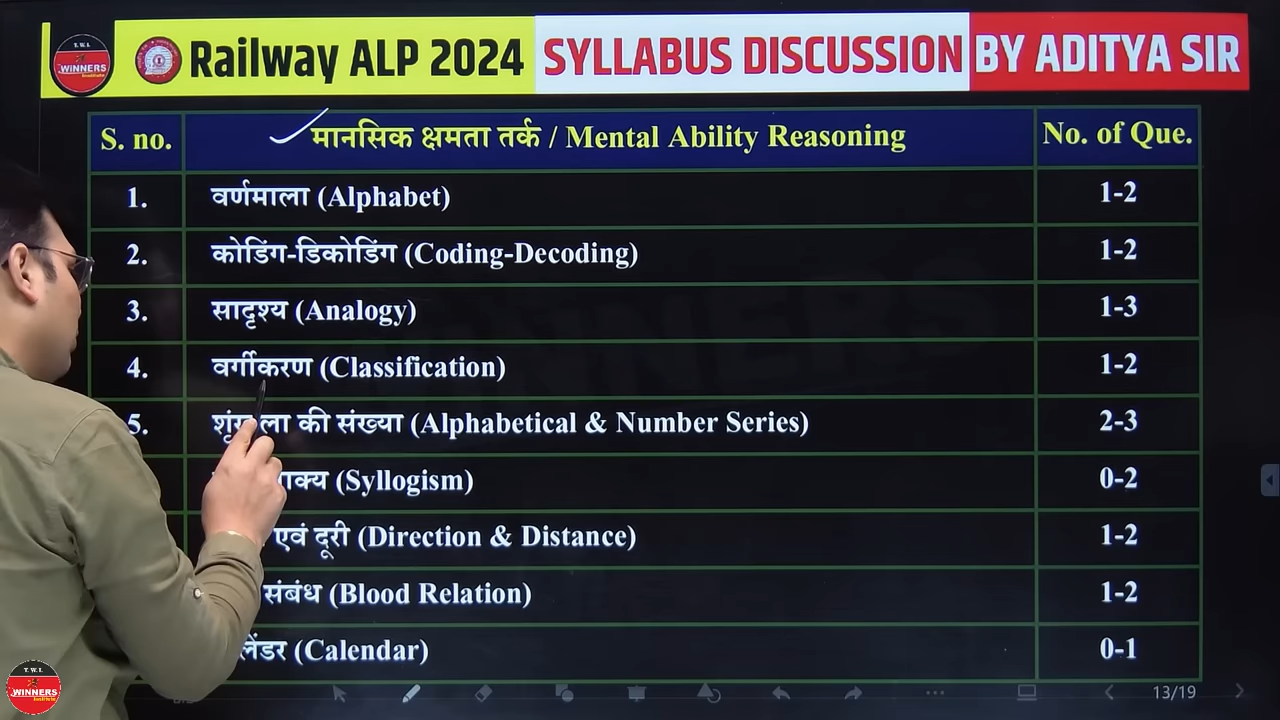 T.W.I.
WINNERS
Institute
Railway ALP 2024 SYLLABUS DISCUSSION BY ADITYA SIR
S. no. मानसिक क्षमता तर्क / Mental Ability Reasoning No. of Que.
1. वर्णमाला (Alphabet) 1-2
2. कोडिंग-डिकोडिंग (Coding-Decoding) 1-2
3. सादृश्य (Analogy) 1-3
4. वर्गीकरण (Classification) 1-2
5. की संख्या (Alphabetical & Number Series) 2-3
(Syllogism) 0-2
एवं दूरी (Direction & Distance) 1-2
संबंध (Blood Relation) 1-2
(Calendar) 0-1
13/19
T.W.I.
WINNERS
Institute